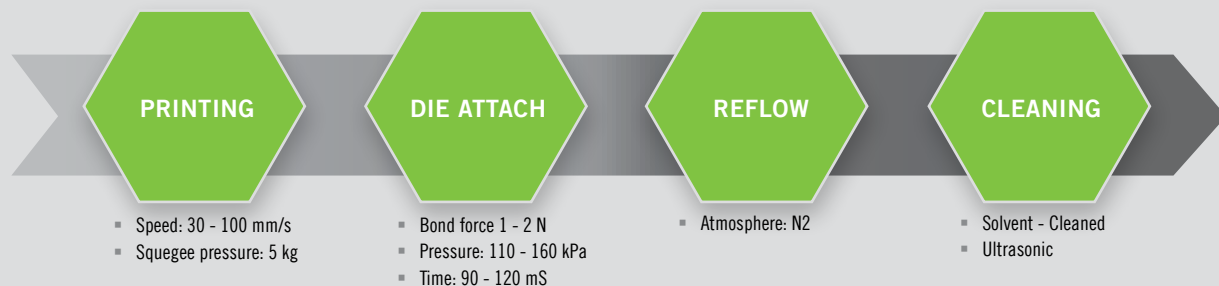 PRINTING
Speed: 30 - 100 mm/s
Squegee pressure: 5 kg
DIE ATTACH
Bond force 1 - 2 N
Pressure: 110 - 160 kPa
Time: 90 - 120 mS
REFLOW
Atmosphere: N2
CLEANING
Solvent - Cleaned
Ultrasonic